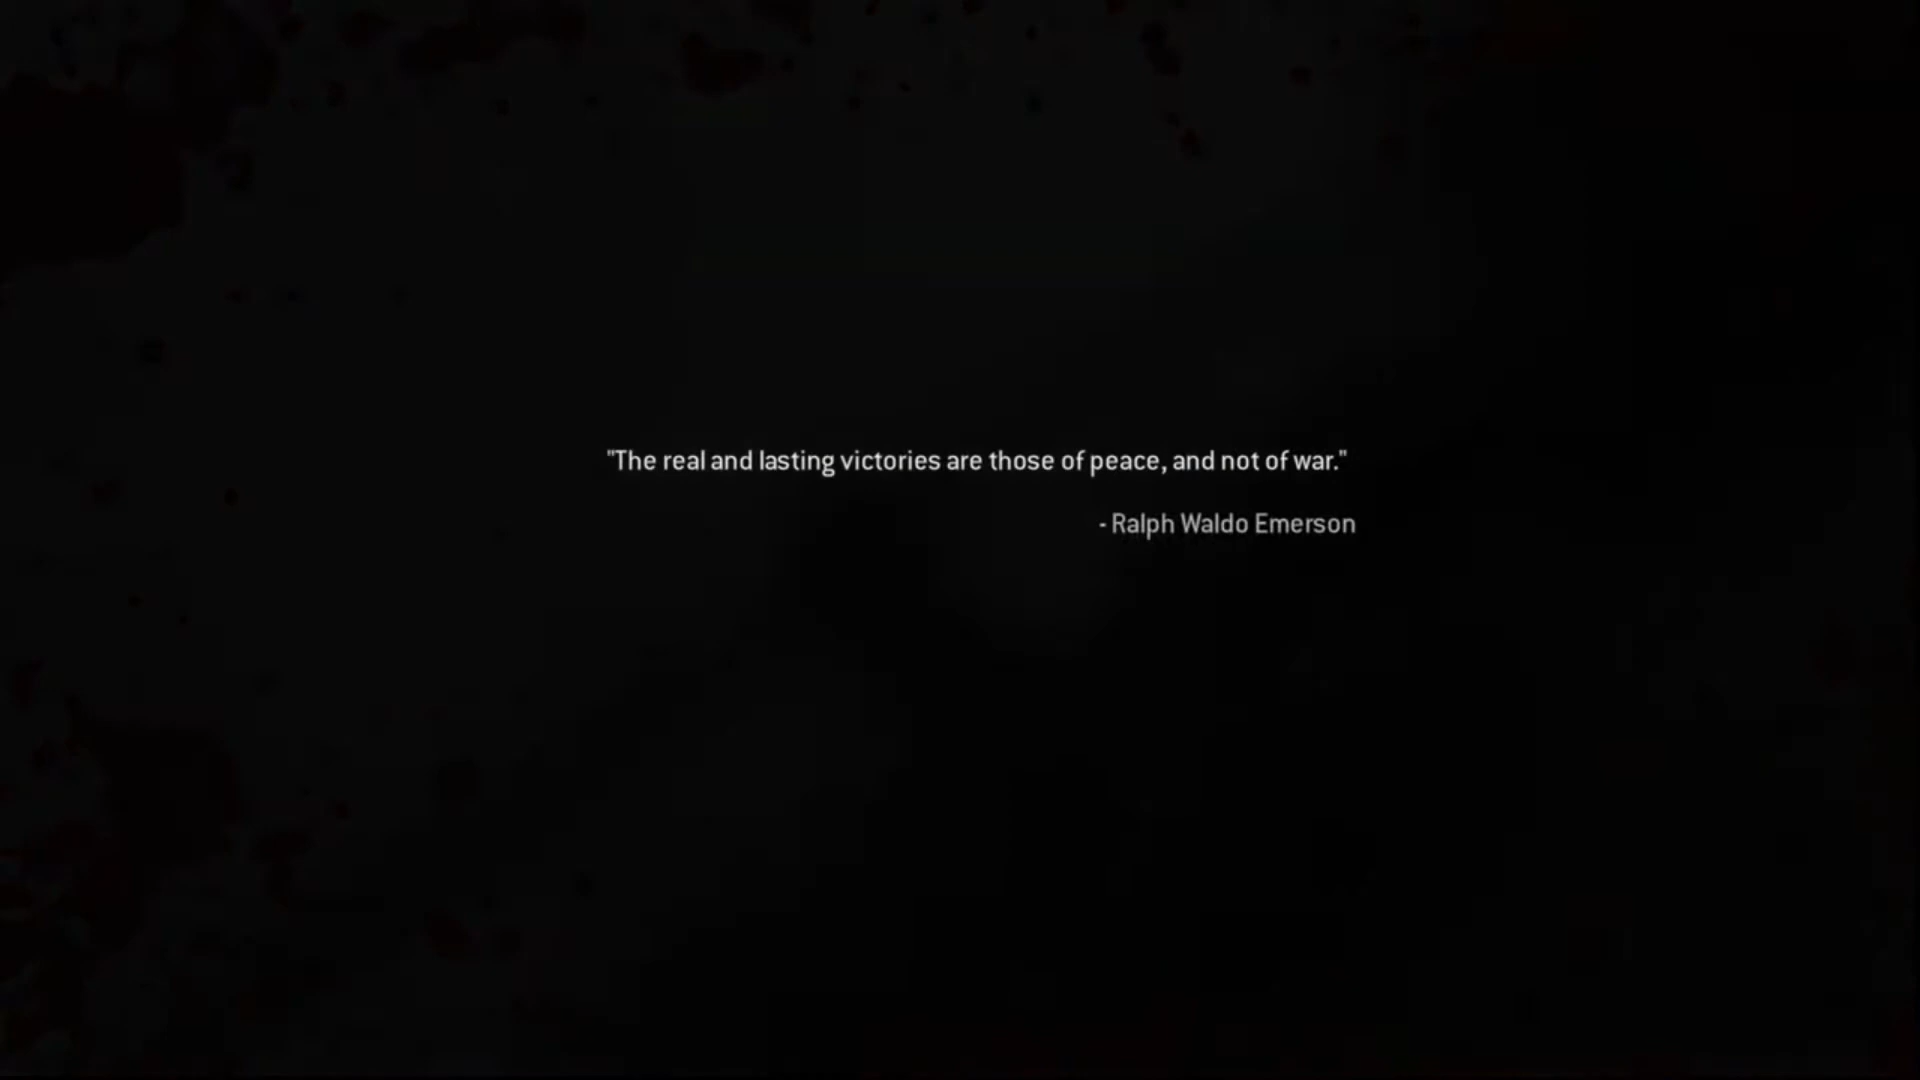 "The real and lasting victories are those of peace, and not of war."
- Ralph Waldo Emerson